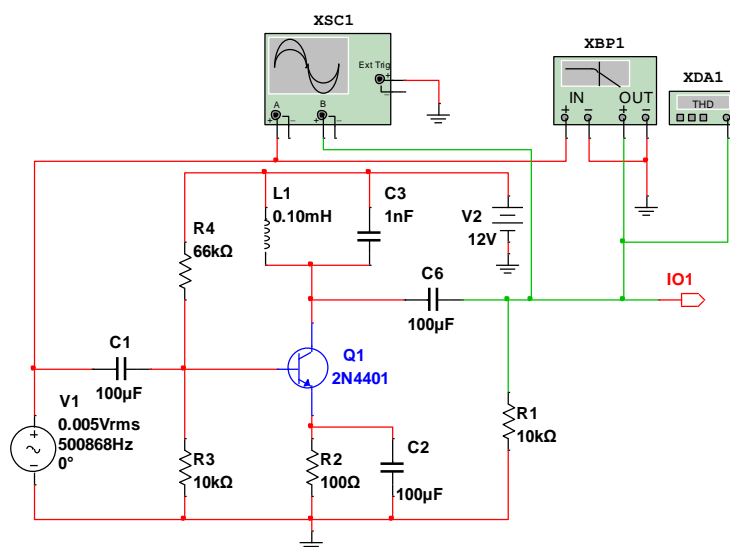 XSC1
XBP1
XDA1
Ext Trig
+
−
A
B
+
−
+
−
IN
OUT
+
−
+
−
THD
L1
0.10mH
C3
1nF
V2
12V
R4
66kΩ
C6
100µF
IO1
C1
100µF
Q1
2N4401
V1
0.005Vrms
500868Hz
0°
+
−
R3
10kΩ
R2
100Ω
C2
100µF
R1
10kΩ